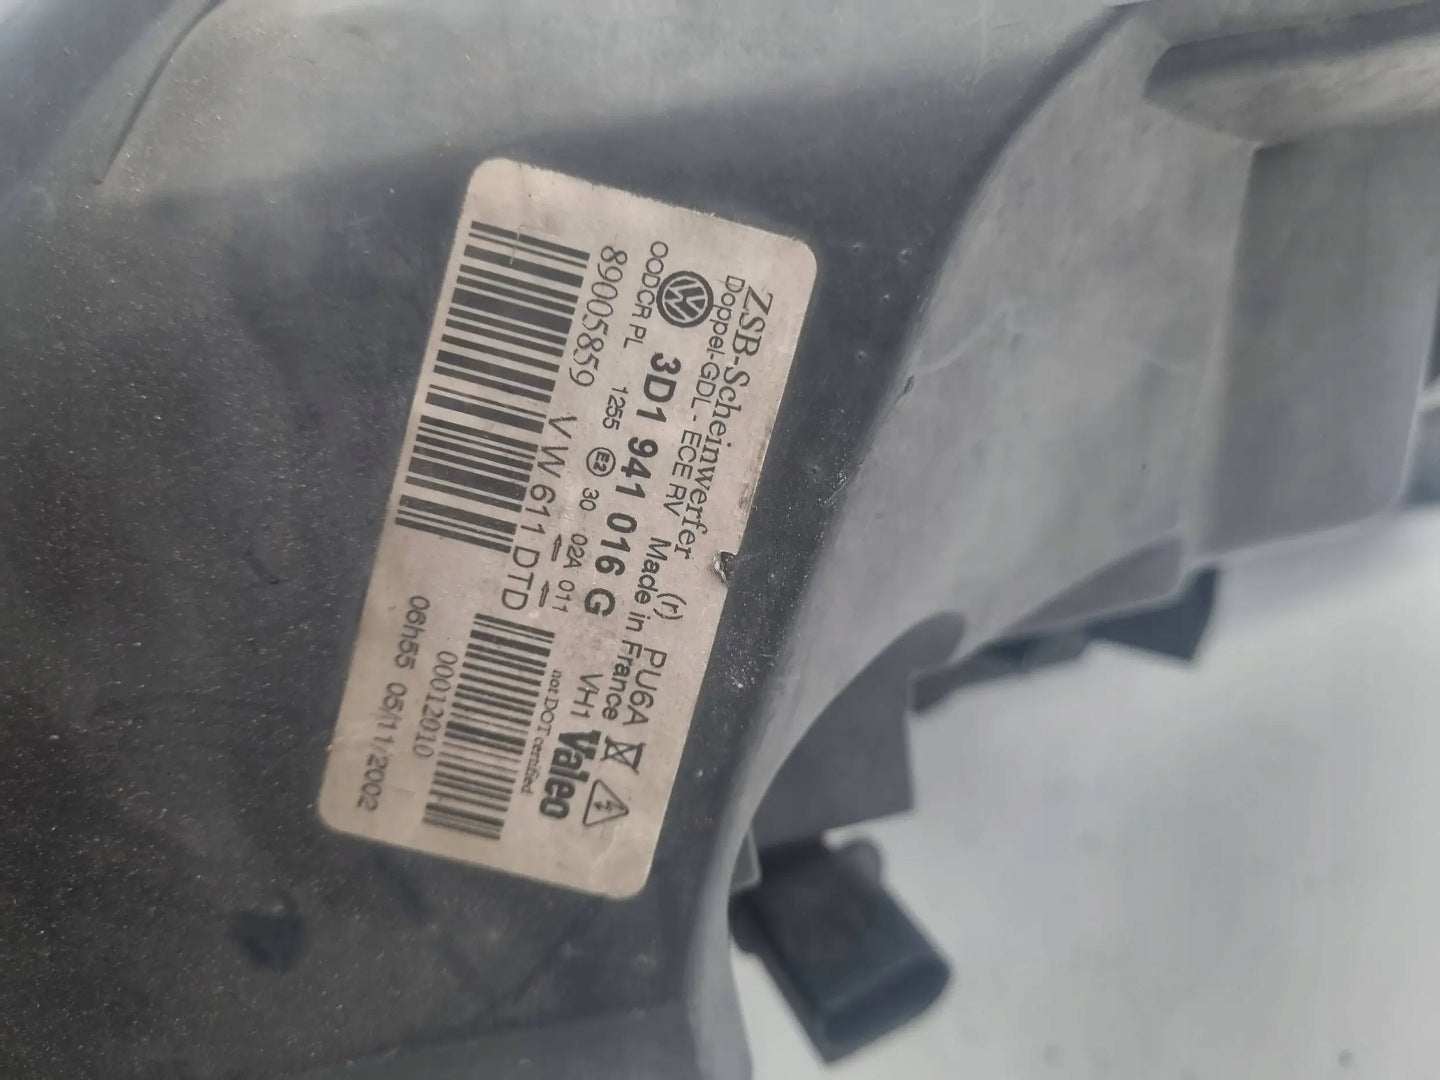 ZSB-Scheinwerfer (r), PU6A
Doppel-GDL - ECE RV Made in France
3D1 941 016 G VH1 Valeo
OODCR PL 1255 E2 30 02A 011
not DOT certified
89005859 VW 611 DTD
00012010
06h55 05/11/2002